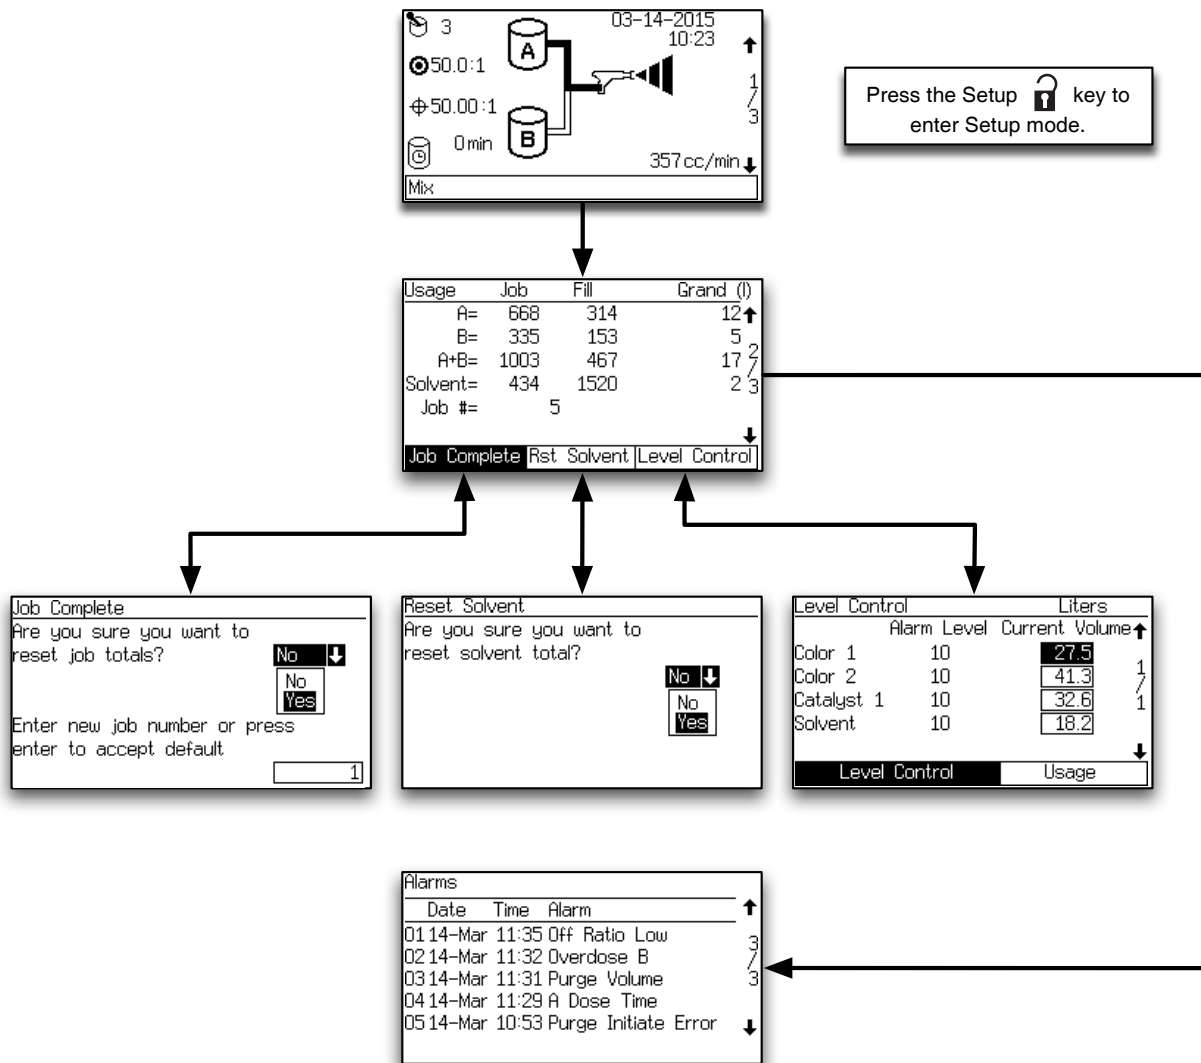 3 03-14-2015
10:23
A
50.0:1
1
/
3
50.00:1
0 min
B
357 cc/min
Mix
Press the Setup key to
enter Setup mode.
Usage Job Fill Grand (l)
A= 668 314 12
B= 335 153 5
A+B= 1003 467 17
Solvent= 434 1520 2
2
/
3
Job #= 5
Job Complete Rst Solvent Level Control
Job Complete
Are you sure you want to
reset job totals? No
No
Yes
Enter new job number or press
enter to accept default
1
Reset Solvent
Are you sure you want to
reset solvent total?
No
No
Yes
Level Control Liters
Alarm Level Current Volume
Color 1 10 27.5
Color 2 10 41.3
Catalyst 1 10 32.6
Solvent 10 18.2
1
/
1
Level Control Usage
Alarms
Date Time Alarm
01 14-Mar 11:35 Off Ratio Low
02 14-Mar 11:32 Overdose B
03 14-Mar 11:31 Purge Volume
04 14-Mar 11:29 A Dose Time
05 14-Mar 10:53 Purge Initiate Error
3
/
3